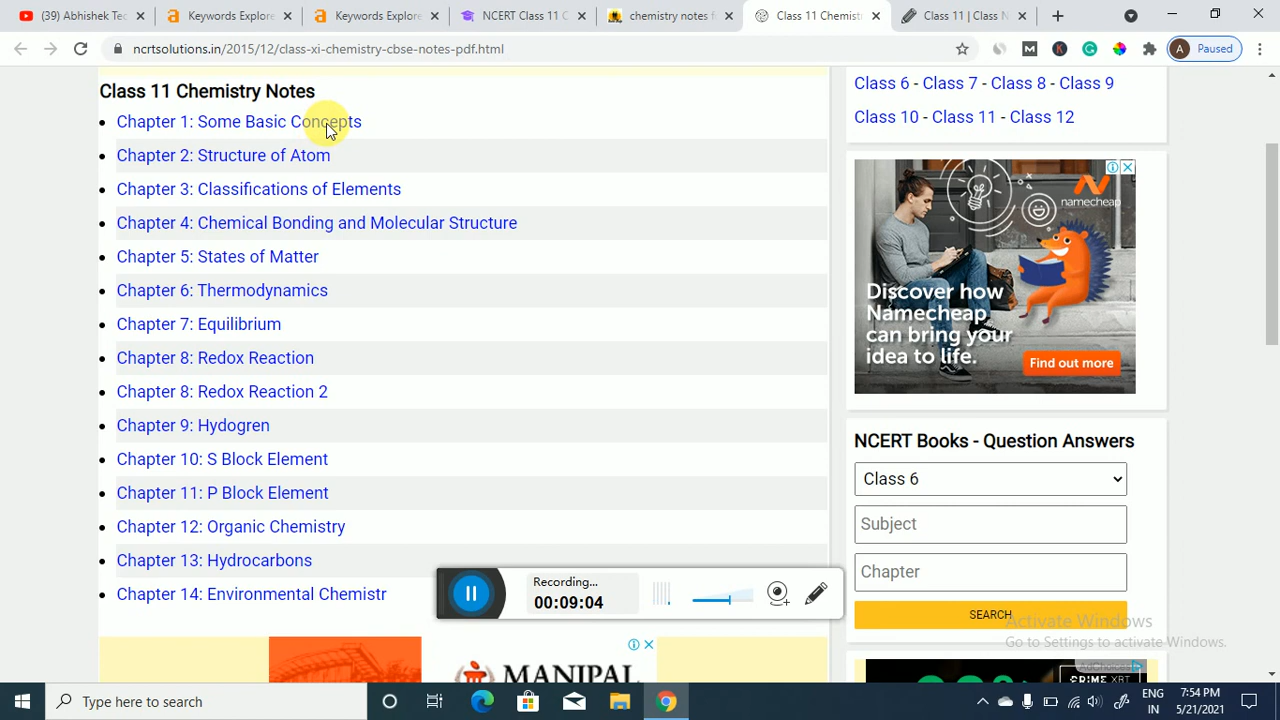 (39) Abhishek Tec
Keywords Explore
Keywords Explore
NCERT Class 11 C
chemistry notes f
Class 11 Chemist
Class 11 | Class N
ncrtsolutions.in/2015/12/class-xi-chemistry-cbse-notes-pdf.html
A Paused
Class 11 Chemistry Notes
Chapter 1: Some Basic Concepts
Chapter 2: Structure of Atom
Chapter 3: Classifications of Elements
Chapter 4: Chemical Bonding and Molecular Structure
Chapter 5: States of Matter
Chapter 6: Thermodynamics
Chapter 7: Equilibrium
Chapter 8: Redox Reaction
Chapter 8: Redox Reaction 2
Chapter 9: Hydogren
Chapter 10: S Block Element
Chapter 11: P Block Element
Chapter 12: Organic Chemistry
Chapter 13: Hydrocarbons
Chapter 14: Environmental Chemistr
Recording...
00:09:04
MANIPAL
Class 6 - Class 7 - Class 8 - Class 9
Class 10 - Class 11 - Class 12
namecheap
Discover how
Namecheap
can bring your
idea to life.
Find out more
NCERT Books - Question Answers
Class 6
Subject
Chapter
SEARCH
Activate Windows
Go to Settings to activate Windows.
PRIME XBT
Type here to search
ENG
IN
7:54 PM
5/21/2021